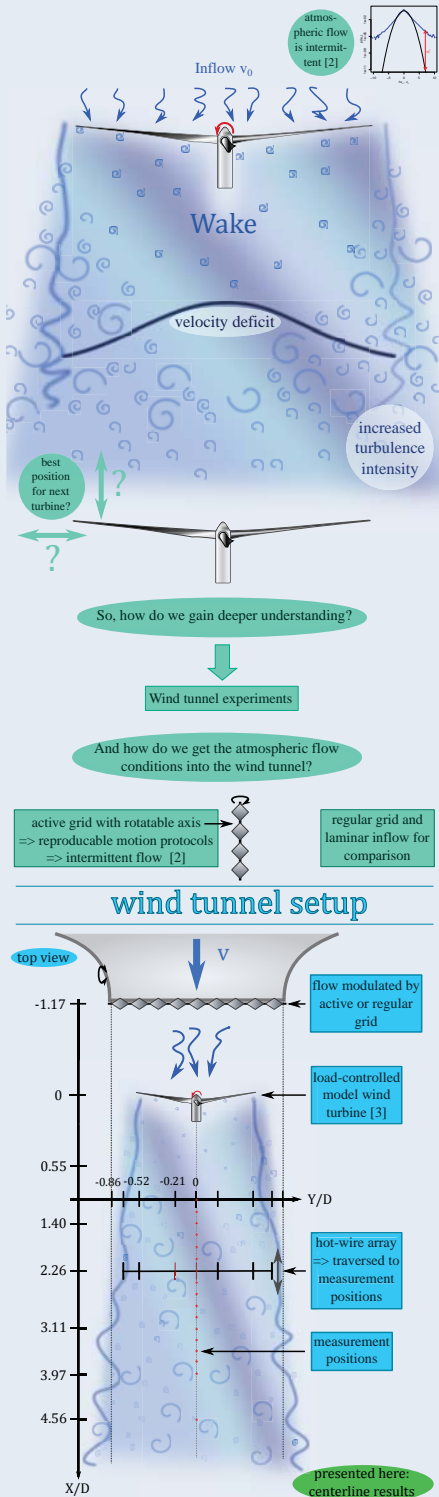 atmos-
pheric flow
is intermit-
tent [2]
Inflow v0
Wake
velocity deficit
increased
turbulence
intensity
best
position
for next
turbine?
?
?
So, how do we gain deeper understanding?
Wind tunnel experiments
And how do we get the atmospheric flow
conditions into the wind tunnel?
active grid with rotatable axis
=> reproducable motion protocols
=> intermittent flow [2]
regular grid and
laminar inflow for
comparison
wind tunnel setup
top view
v
-1.17
flow modulated by
active or regular
grid
0
load-controlled
model wind
turbine [3]
0.55
-0.86 -0.52 -0.21 0
Y/D
1.40
2.26
hot-wire array
=> traversed to
measurement
positions
3.11
3.97
measurement
positions
4.56
X/D
presented here:
centerline results